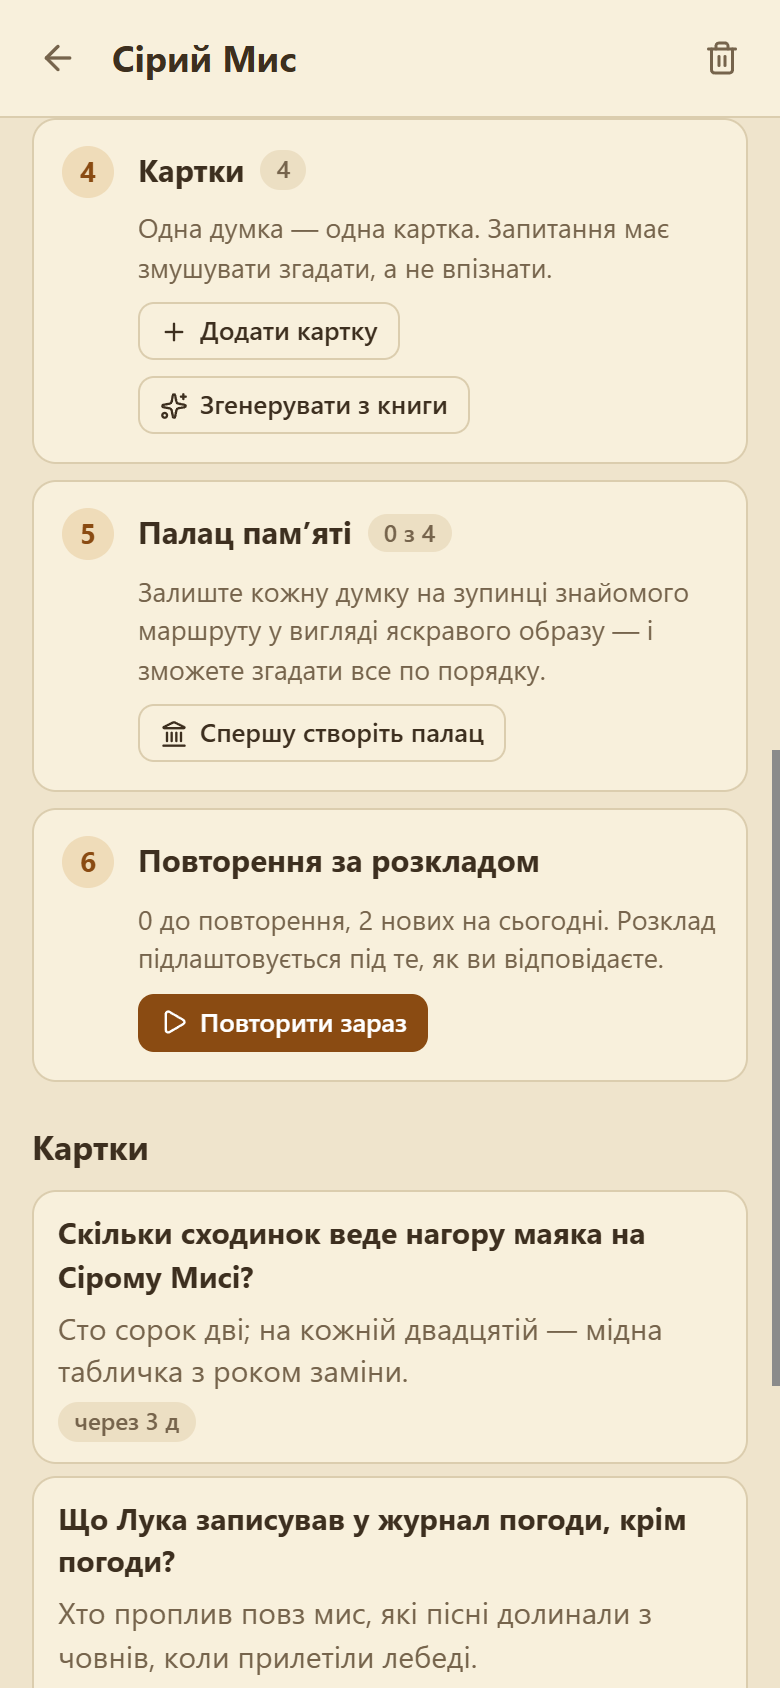 Сірий Мис
4 Картки 4
Одна думка — одна картка. Запитання має
змушувати згадати, а не впізнати.
Додати картку
Згенерувати з книги
5 Палац пам’яті 0 з 4
Залиште кожну думку на зупинці знайомого
маршруту у вигляді яскравого образу — і
зможете згадати все по порядку.
Спершу створіть палац
6 Повторення за розкладом
0 до повторення, 2 нових на сьогодні. Розклад
підлаштовується під те, як ви відповідаєте.
Повторити зараз
Картки
Скільки сходинок веде нагору маяка на
Сірому Мисі?
Сто сорок дві; на кожній двадцятій — мідна
табличка з роком заміни.
через 3 д
Що Лука записував у журнал погоди, крім
погоди?
Хто проплив повз мис, які пісні долинали з
човнів, коли прилетіли лебеді.